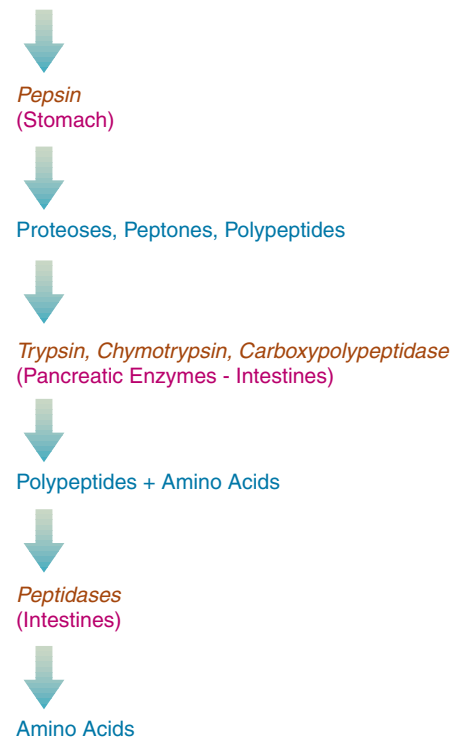 Pepsin
(Stomach)
Proteoses, Peptones, Polypeptides
Trypsin, Chymotrypsin, Carboxypolypeptidase
(Pancreatic Enzymes - Intestines)
Polypeptides + Amino Acids
Peptidases
(Intestines)
Amino Acids